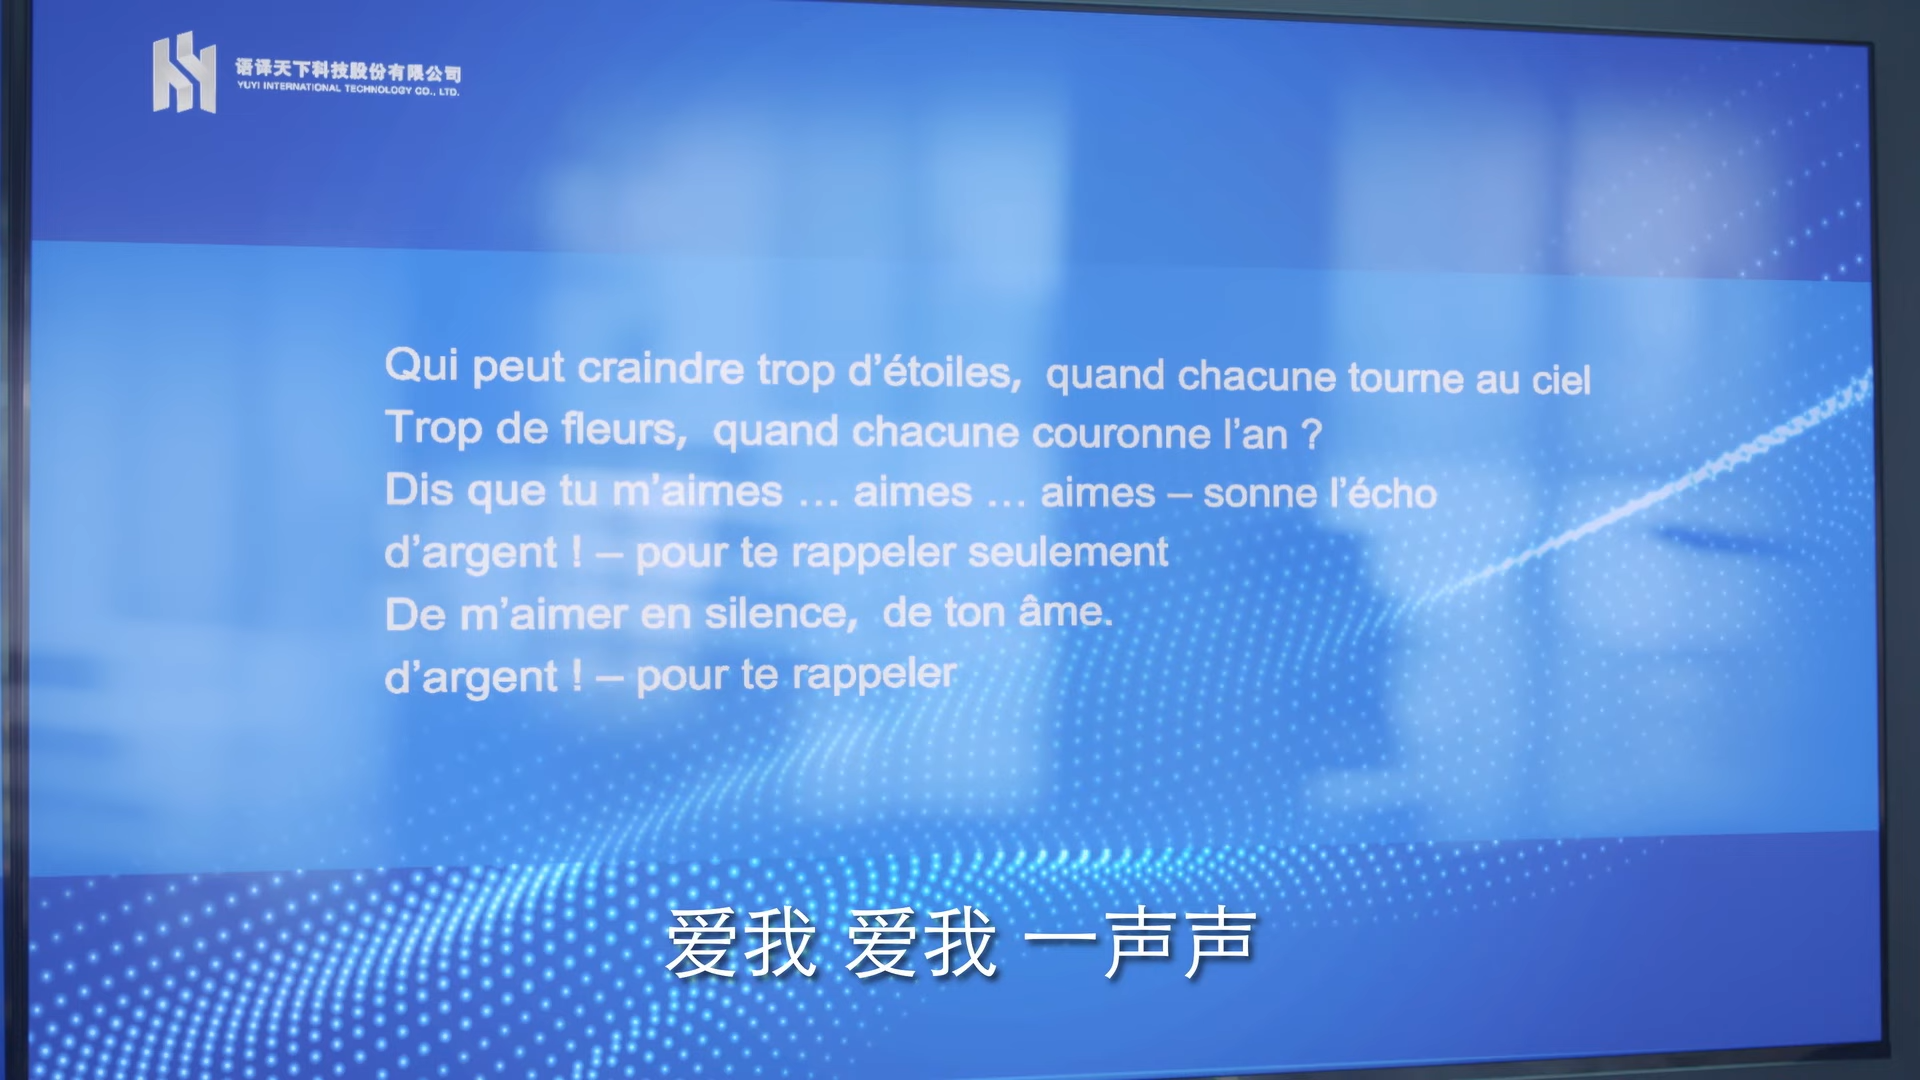 语译天下科技股份有限公司
YUYI INTERNATIONAL TECHNOLOGY CO., LTD.
Qui peut craindre trop d’étoiles, quand chacune tourne au ciel
Trop de fleurs, quand chacune couronne l’an ?
Dis que tu m’aimes … aimes … aimes – sonne l’écho
d’argent ! – pour te rappeler seulement
De m’aimer en silence, de ton âme.
d’argent ! – pour te rappeler
爱我 爱我 一声声